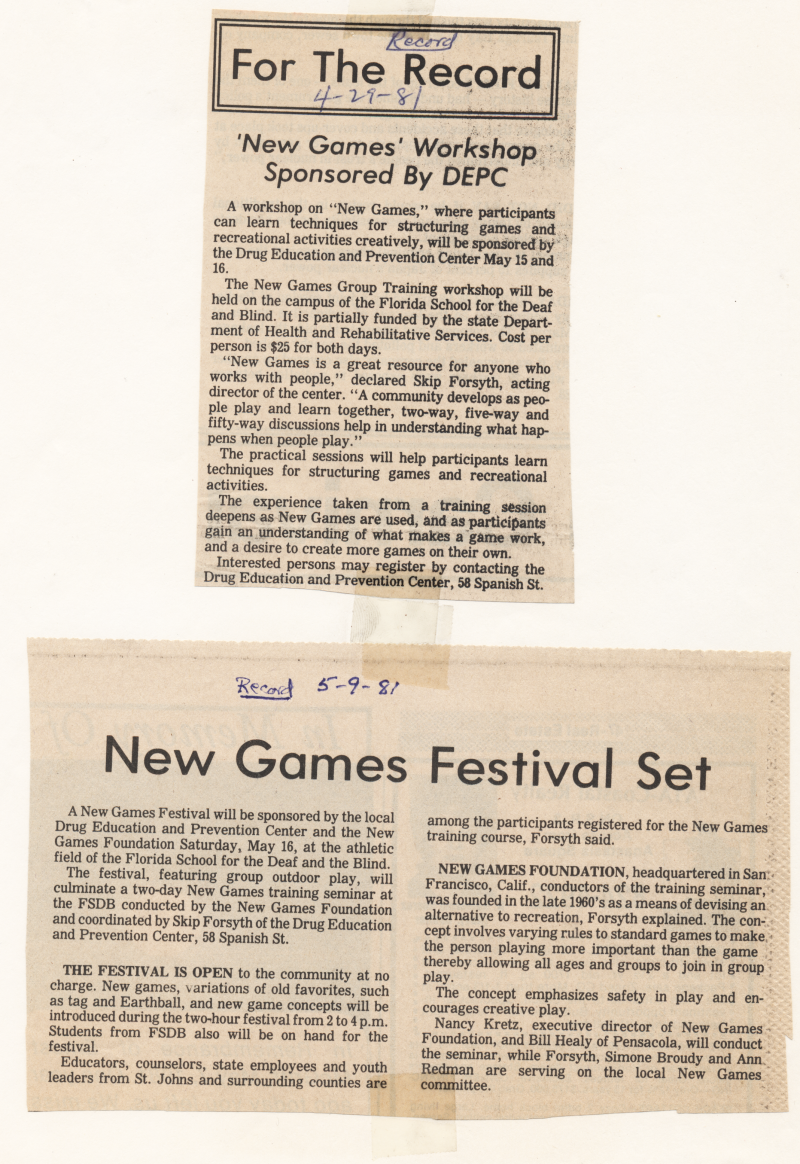 Record
For The Record
4-29-81
'New Games' Workshop
Sponsored By DEPC
A workshop on "New Games," where participants
can learn techniques for structuring games and
recreational activities creatively, will be sponsored by
the Drug Education and Prevention Center May 15 and
16.
The New Games Group Training workshop will be
held on the campus of the Florida School for the Deaf
and Blind. It is partially funded by the state Depart-
ment of Health and Rehabilitative Services. Cost per
person is $25 for both days.
"New Games is a great resource for anyone who
works with people," declared Skip Forsyth, acting
director of the center. "A community develops as peo-
ple play and learn together, two-way, five-way and
fifty-way discussions help in understanding what hap-
pens when people play."
The practical sessions will help participants learn
techniques for structuring games and recreational
activities.
The experience taken from a training session
deepens as New Games are used, and as participants
gain an understanding of what makes a game work,
and a desire to create more games on their own.
Interested persons may register by contacting the
Drug Education and Prevention Center, 58 Spanish St.
Record 5-9-81
New Games Festival Set
A New Games Festival will be sponsored by the local
Drug Education and Prevention Center and the New
Games Foundation Saturday, May 16, at the athletic
field of the Florida School for the Deaf and the Blind.
The festival, featuring group outdoor play, will
culminate a two-day New Games training seminar at
the FSDB conducted by the New Games Foundation
and coordinated by Skip Forsyth of the Drug Education
and Prevention Center, 58 Spanish St.
THE FESTIVAL IS OPEN to the community at no
charge. New games, variations of old favorites, such
as tag and Earthball, and new game concepts will be
introduced during the two-hour festival from 2 to 4 p.m.
Students from FSDB also will be on hand for the
festival.
Educators, counselors, state employees and youth
leaders from St. Johns and surrounding counties are
among the participants registered for the New Games
training course, Forsyth said.
NEW GAMES FOUNDATION, headquartered in San
Francisco, Calif., conductors of the training seminar,
was founded in the late 1960's as a means of devising an
alternative to recreation, Forsyth explained. The con-
cept involves varying rules to standard games to make
the person playing more important than the game
thereby allowing all ages and groups to join in group
play.
The concept emphasizes safety in play and en-
courages creative play.
Nancy Kretz, executive director of New Games
Foundation, and Bill Healy of Pensacola, will conduct
the seminar, while Forsyth, Simone Broudy and Ann
Redman are serving on the local New Games
committee.